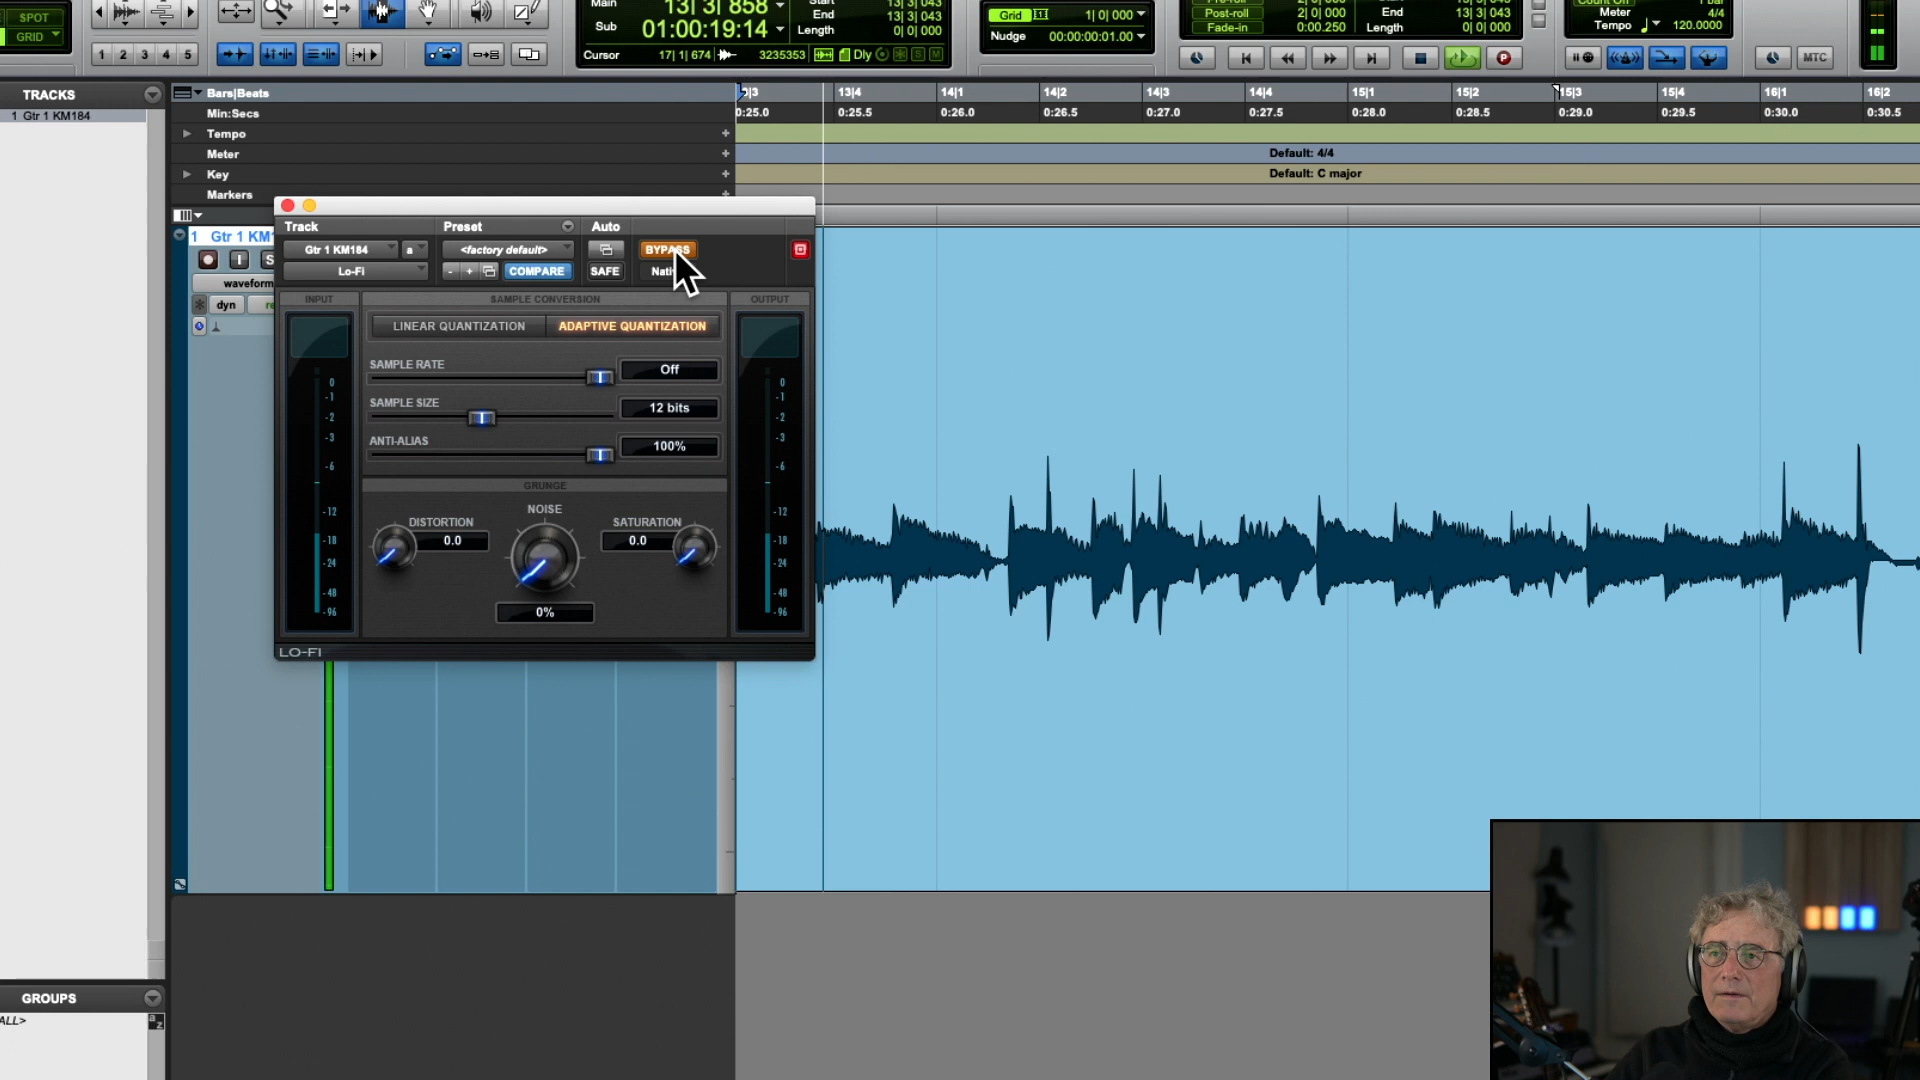 SPOT
GRID
1 2 3 4 5
Main 13| 3| 858
Sub 01:00:19:14
Start 13| 3| 043
End 13| 3| 043
Length 0| 0| 000
Cursor 17| 1| 674 3235353 Dly S M
Grid 1| 0| 000
Nudge 00:00:00:01.00
Pre-roll 2| 0| 000
Post-roll 2| 0| 000
Fade-in 0:00.250
Start 13| 3| 043
End 13| 3| 043
Length 0| 0| 000
Count Off 1 bar
Meter 4/4
Tempo 120.0000
MTC
TRACKS
1 Gtr 1 KM184
Bars|Beats
13|4 14|1 14|2 14|3 14|4 15|1 15|2 15|3 15|4 16|1 16|2
Min:Secs
0:25.0 0:25.5 0:26.0 0:26.5 0:27.0 0:27.5 0:28.0 0:28.5 0:29.0 0:29.5 0:30.0 0:30.5
Tempo
Meter
Default: 4/4
Key
Default: C major
Markers
1 Gtr 1 KM1
I S
waveform
dyn re
Track Preset Auto
Gtr 1 KM184 a <factory default> BYPASS
Lo-Fi - + COMPARE SAFE Nati
INPUT SAMPLE CONVERSION OUTPUT
LINEAR QUANTIZATION ADAPTIVE QUANTIZATION
SAMPLE RATE Off
SAMPLE SIZE 12 bits
ANTI-ALIAS 100%
0 -1 -2 -3 -6 -12 -18 -24 -48 -96
0 -1 -2 -3 -6 -12 -18 -24 -48 -96
GRUNGE
DISTORTION 0.0
NOISE 0%
SATURATION 0.0
LO-FI
GROUPS
ALL>
a z